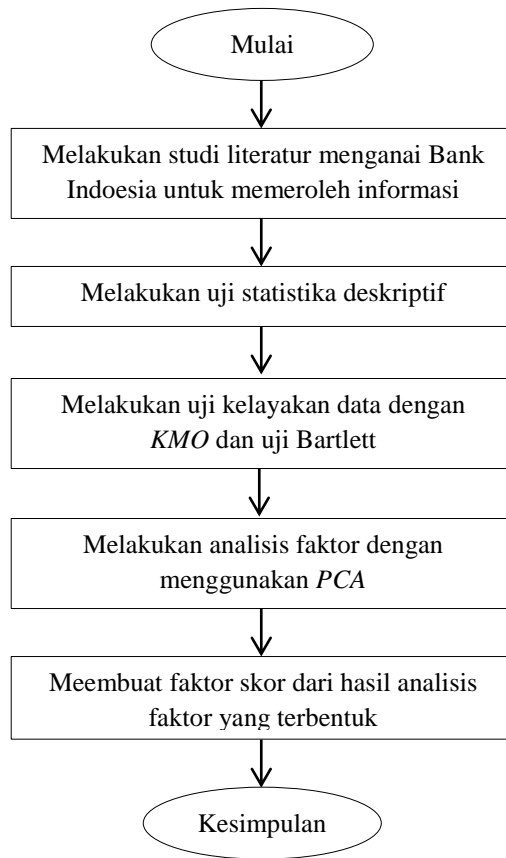 Mulai
Melakukan studi literatur menganai Bank
Indoesia untuk memeroleh informasi
Melakukan uji statistika deskriptif
Melakukan uji kelayakan data dengan
KMO dan uji Bartlett
Melakukan analisis faktor dengan
menggunakan PCA
Meembuat faktor skor dari hasil analisis
faktor yang terbentuk
Kesimpulan